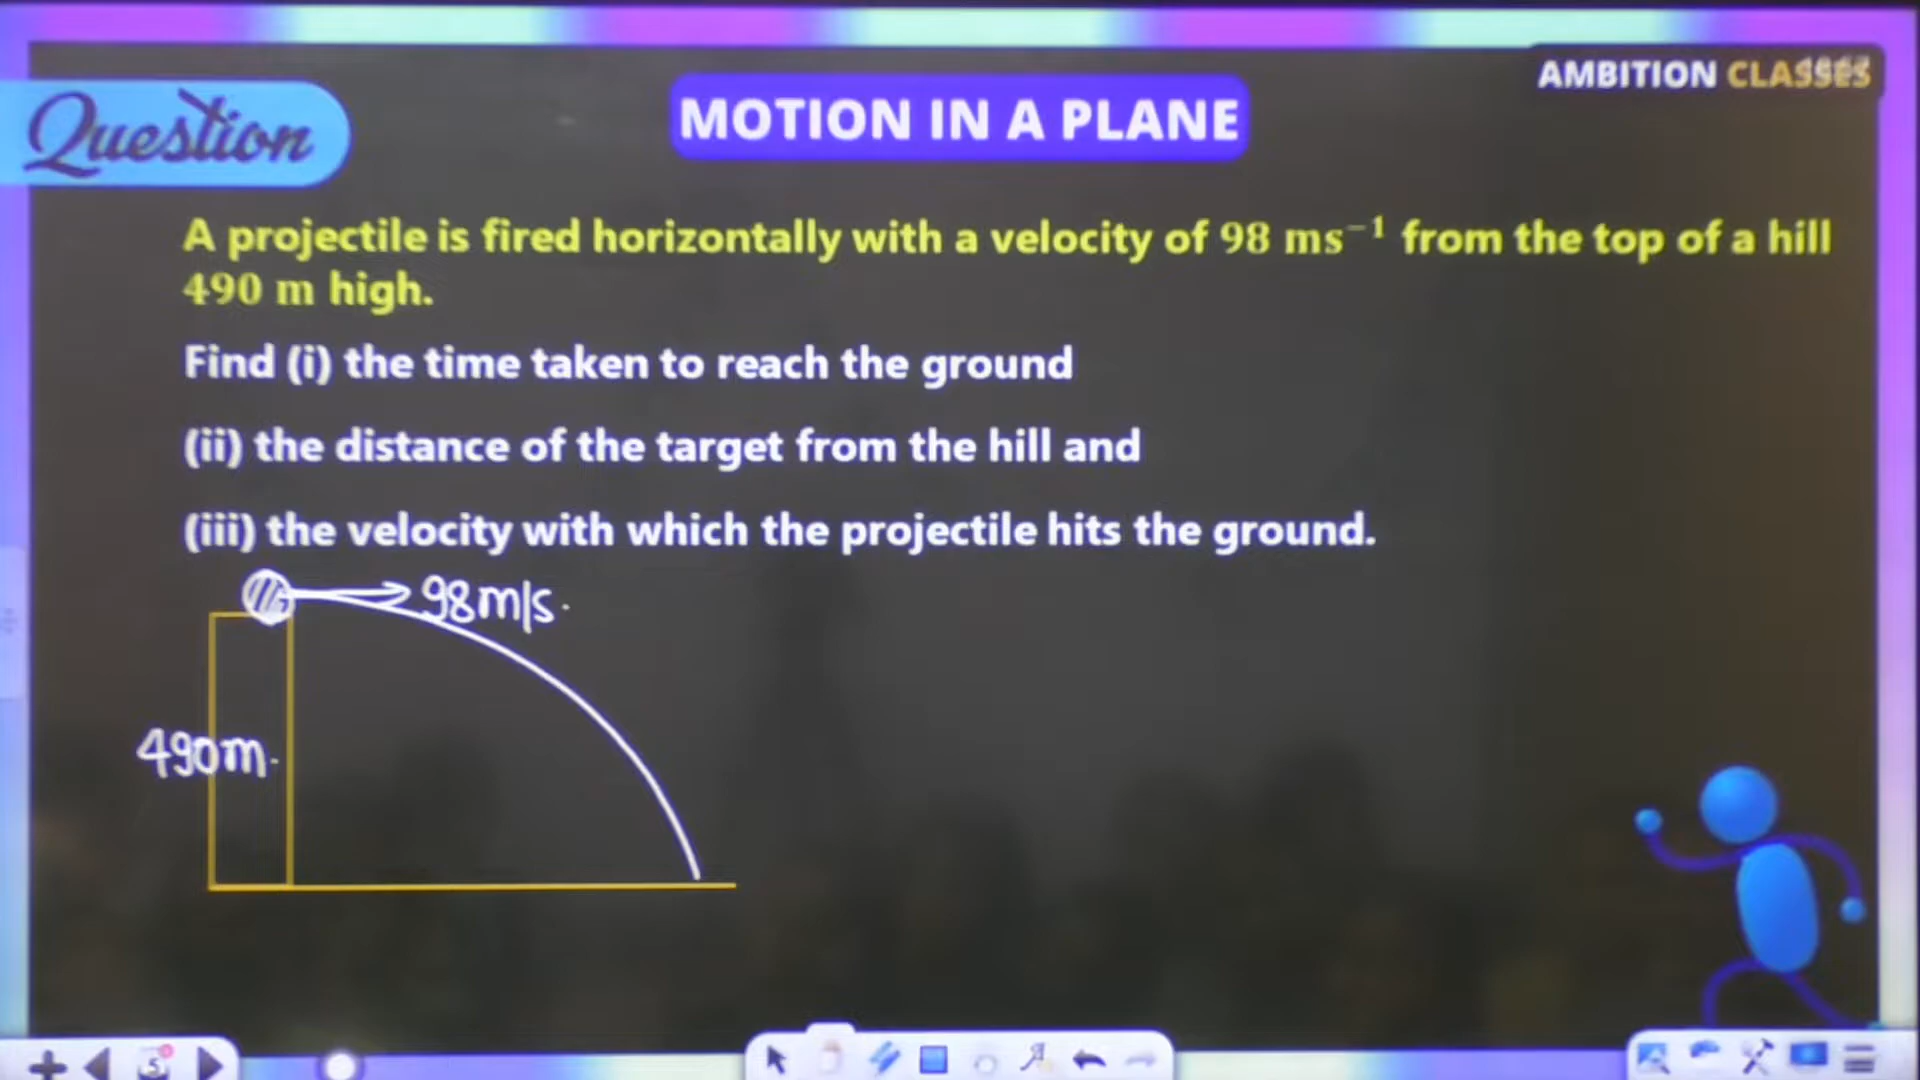 AMBITION CLASSES
Question
MOTION IN A PLANE
A projectile is fired horizontally with a velocity of 98 ms⁻¹ from the top of a hill
490 m high.
Find (i) the time taken to reach the ground
(ii) the distance of the target from the hill and
(iii) the velocity with which the projectile hits the ground.
98m/s.
490m.